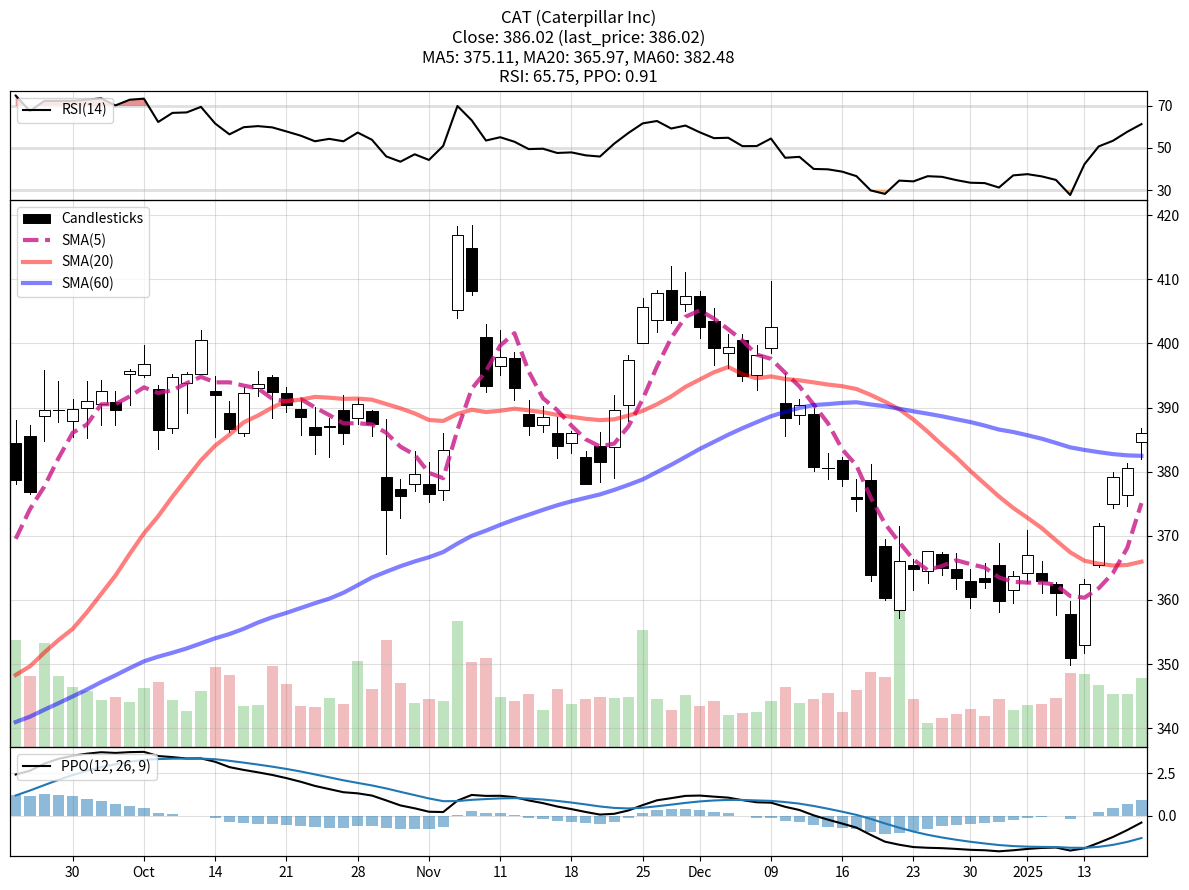 CAT (Caterpillar Inc)
Close: 386.02 (last_price: 386.02)
MA5: 375.11, MA20: 365.97, MA60: 382.48
RSI: 65.75, PPO: 0.91
RSI(14)
70
50
30
Candlesticks
SMA(5)
SMA(20)
SMA(60)
420
410
400
390
380
370
360
350
340
PPO(12, 26, 9)
2.5
0.0
30 Oct 14 21 28 Nov 11 18 25 Dec 09 16 23 30 2025 13